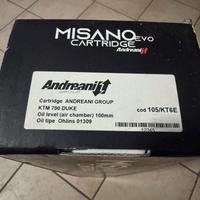 MISANO EVO
CARTRIDGE
Andreani
Andreani
Cartridge ANDREANI GROUP
KTM 790 DUKE
Oil level (air chamber) 100mm
Oil tipe Ohlins 01309
cod 105/KT6E